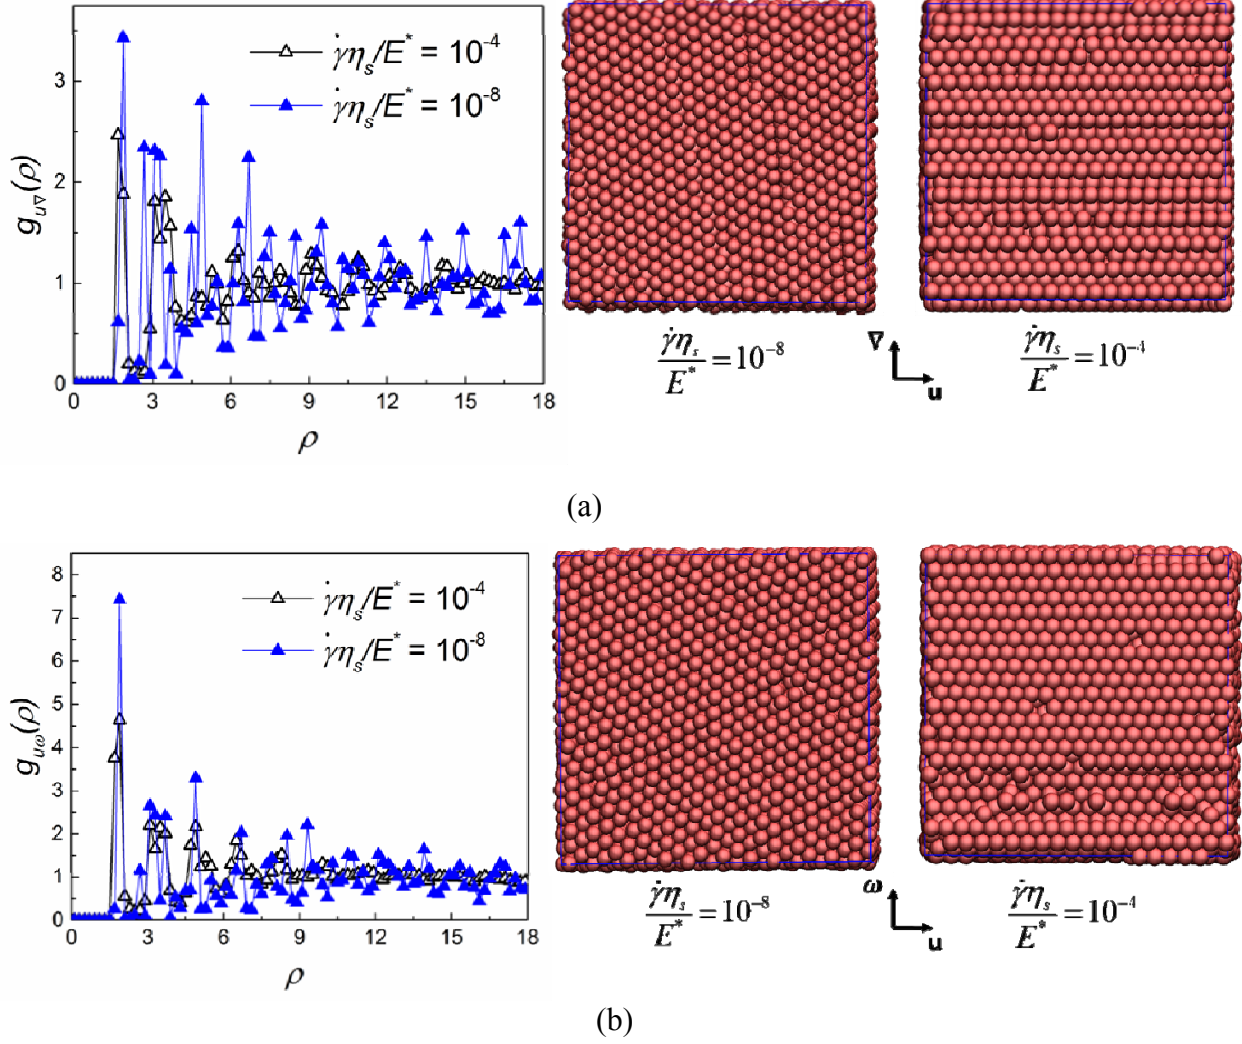 γ̇η_s/E* = 10⁻⁴
γ̇η_s/E* = 10⁻⁸
g_u∇(ρ)
3
2
1
0
0 3 6 9 12 15 18
ρ
γ̇η_s/E* = 10⁻⁸
∇
u
γ̇η_s/E* = 10⁻⁴
(a)
γ̇η_s/E* = 10⁻⁴
γ̇η_s/E* = 10⁻⁸
g_uω(ρ)
8
7
6
5
4
3
2
1
0
0 3 6 9 12 15 18
ρ
γ̇η_s/E* = 10⁻⁸
ω
u
γ̇η_s/E* = 10⁻⁴
(b)